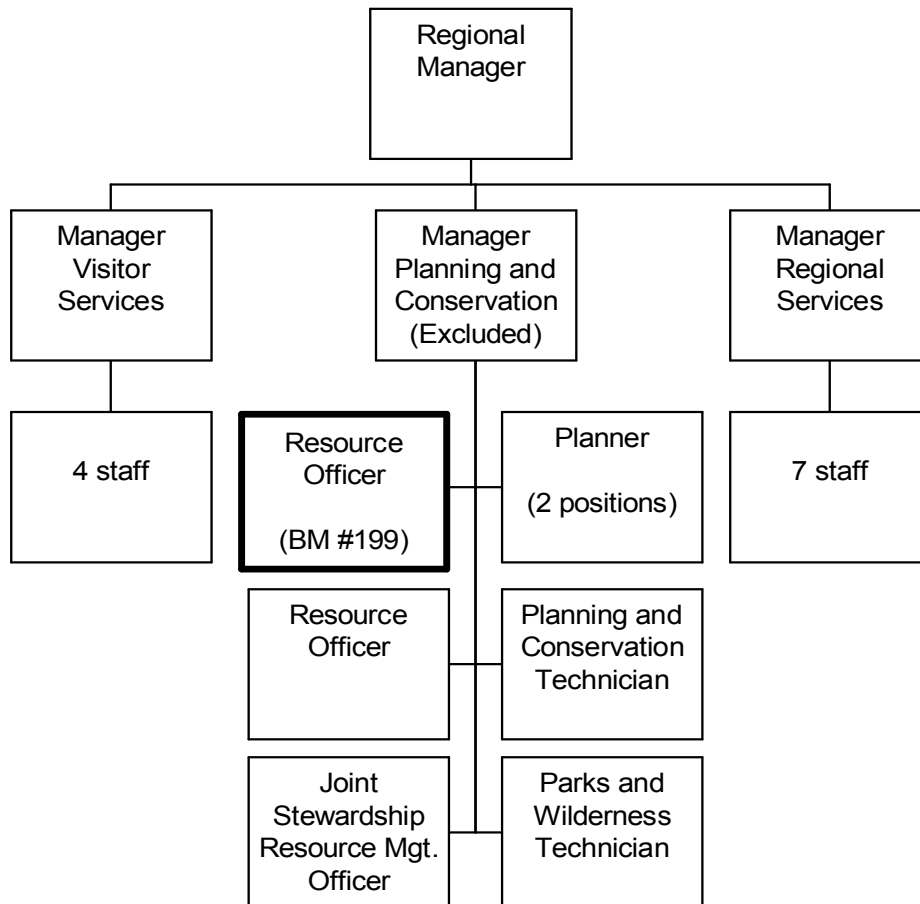 Regional
Manager
Manager
Visitor
Services
Manager
Planning and
Conservation
(Excluded)
Manager
Regional
Services
4 staff
Resource
Officer
(BM #199)
Planner
(2 positions)
7 staff
Resource
Officer
Planning and
Conservation
Technician
Joint
Stewardship
Resource Mgt.
Officer
Parks and
Wilderness
Technician